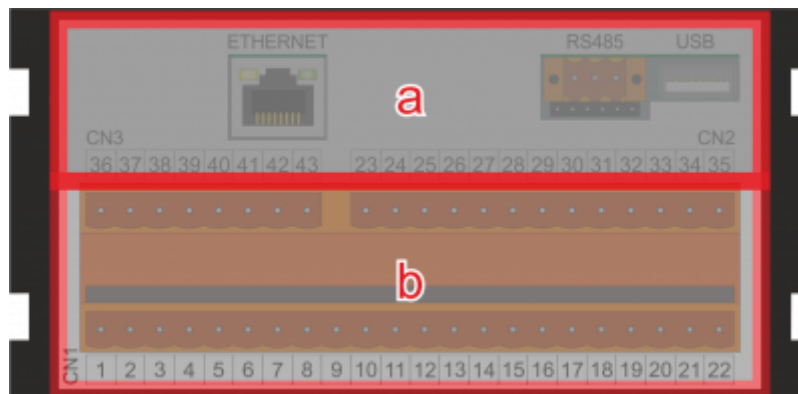 ETHERNET RS485 USB
a
CN3 CN2
36 37 38 39 40 41 42 43 23 24 25 26 27 28 29 30 31 32 33 34 35
b
CN1
1 2 3 4 5 6 7 8 9 10 11 12 13 14 15 16 17 18 19 20 21 22